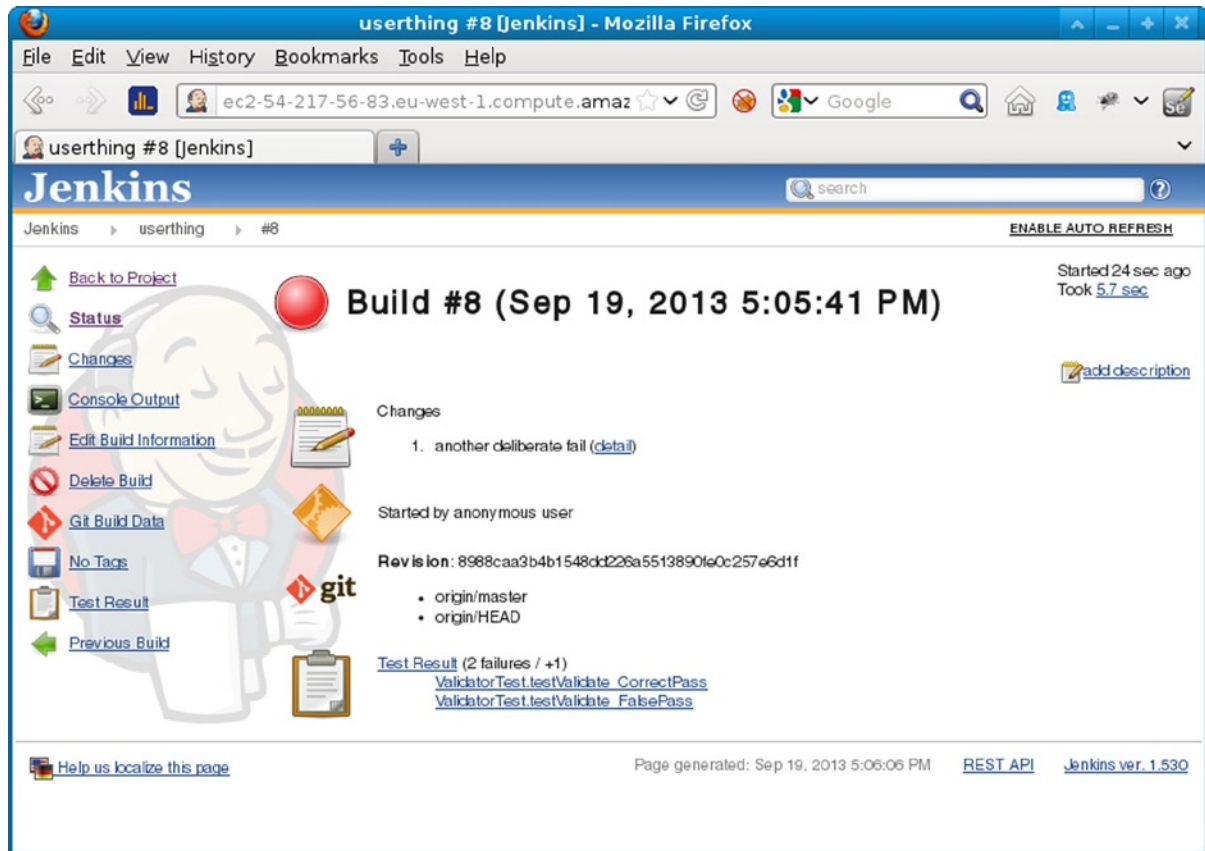 userthing #8 [Jenkins] - Mozilla Firefox
File Edit View History Bookmarks Tools Help
ec2-54-217-56-83.eu-west-1.compute.amaz Google
userthing #8 [Jenkins]
Jenkins
search
Jenkins userthing #8 ENABLE AUTO REFRESH
Back to Project
Status
Changes
Console Output
Edit Build Information
Delete Build
Git Build Data
No Tags
Test Result
Previous Build
Build #8 (Sep 19, 2013 5:05:41 PM)
Started 24 sec ago
Took 5.7 sec
add description
Changes
1. another deliberate fail (detail)
Started by anonymous user
git
Revision: 8988caa3b4b1548dd226a5513890fe0c257e6d1f
• origin/master
• origin/HEAD
Test Result (2 failures / +1)
ValidatorTest.testValidate_CorrectPass
ValidatorTest.testValidate_FalsePass
Help us localize this page Page generated: Sep 19, 2013 5:06:06 PM REST API Jenkins ver. 1.530